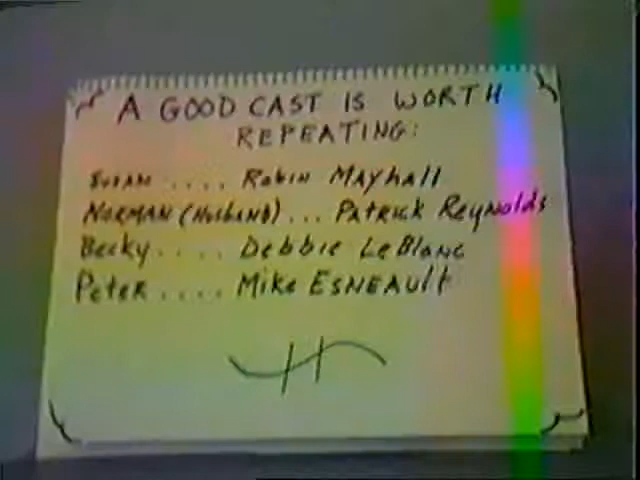 A GOOD CAST IS WORTH
REPEATING:
SUSAN .... Robin Mayhall
NORMAN (HUSBAND)... PATRICK Reynolds
Becky.... Debbie LeBlanc
Peter .... Mike ESNEAULT